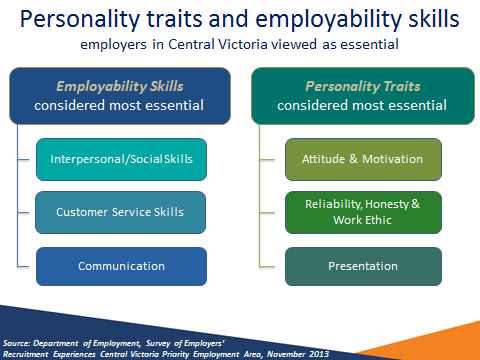 Personality traits and employability skills
employers in Central Victoria viewed as essential
Employability Skills
considered most essential
Interpersonal/Social Skills
Customer Service Skills
Communication
Personality Traits
considered most essential
Attitude & Motivation
Reliability, Honesty &
Work Ethic
Presentation
Source: Department of Employment, Survey of Employers'
Recruitment Experiences Central Victoria Priority Employment Area, November 2013